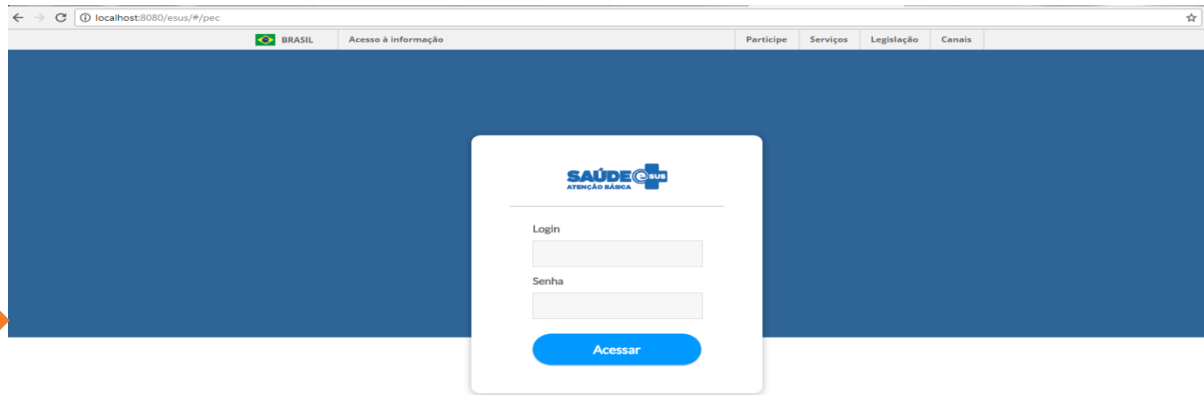 localhost:8080/esus/#/pec
BRASIL Acesso à informação Participe Serviços Legislação Canais
SAÚDE e SUS
ATENÇÃO BÁSICA
Login
Senha
Acessar